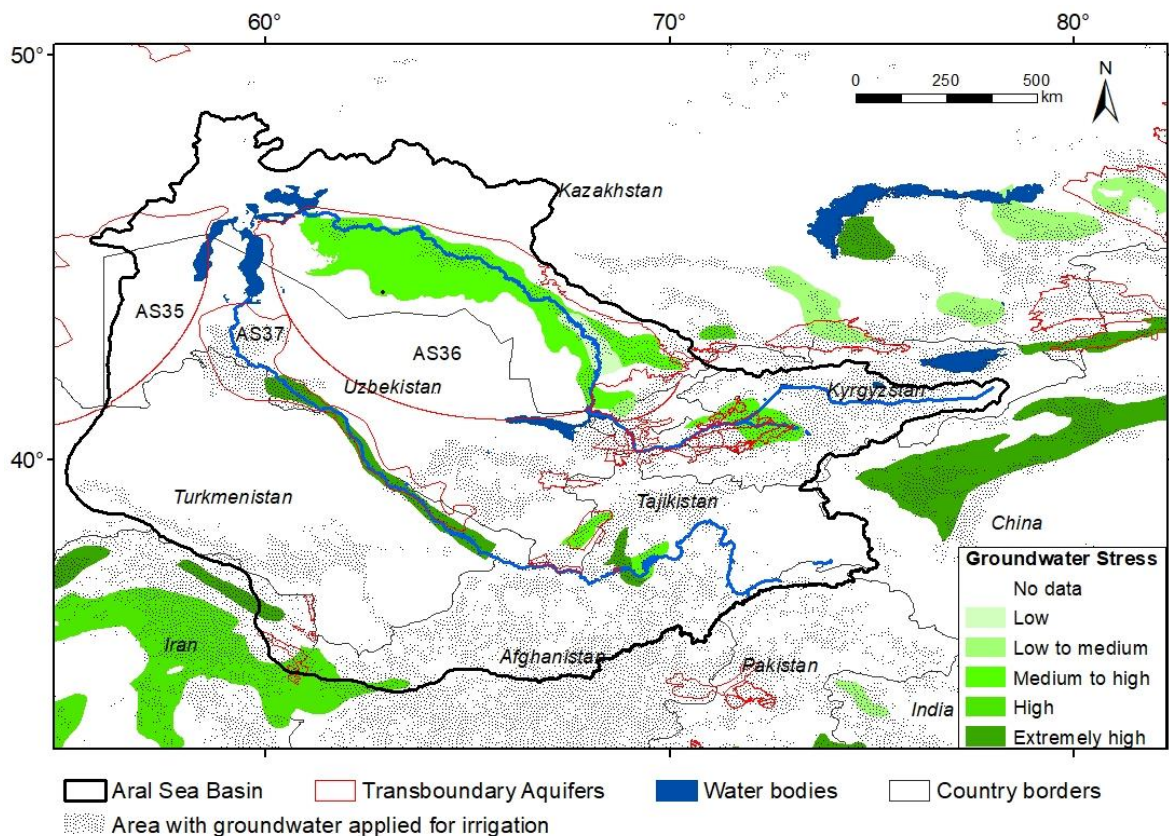 60° 70° 80°
50°
0 250 500
km
N
Kazakhstan
AS35
AS37
AS36
Uzbekistan
Kyrgyzstan
40°
Turkmenistan
Tajikistan
China
Iran
Afghanistan
Pakistan
India
Groundwater Stress
No data
Low
Low to medium
Medium to high
High
Extremely high
Aral Sea Basin
Transboundary Aquifers
Water bodies
Country borders
Area with groundwater applied for irrigation